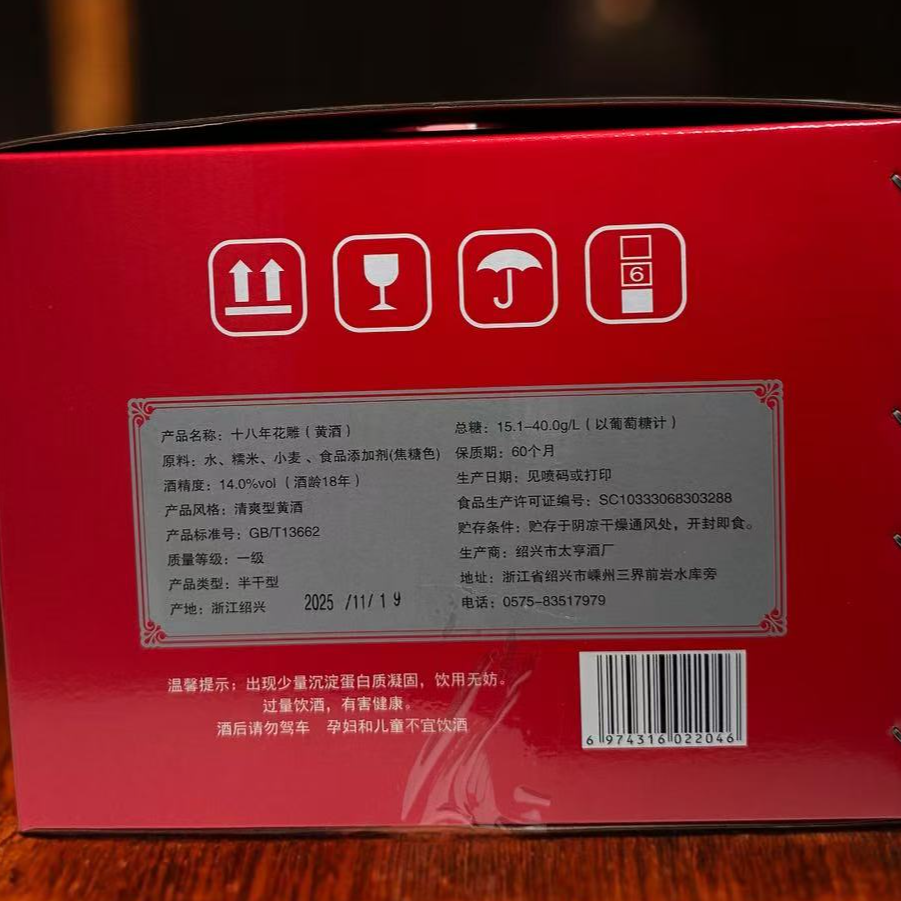 6
产品名称：十八年花雕（黄酒）
原料：水、糯米、小麦、食品添加剂(焦糖色)
酒精度：14.0%vol（酒龄18年）
产品风格：清爽型黄酒
产品标准号：GB/T13662
质量等级：一级
产品类型：半干型
产地：浙江绍兴
2025 /11/ 19
总糖：15.1-40.0g/L（以葡萄糖计）
保质期：60个月
生产日期：见喷码或打印
食品生产许可证编号：SC10333068303288
贮存条件：贮存于阴凉干燥通风处，开封即食。
生产商：绍兴市太亨酒厂
地址：浙江省绍兴市嵊州三界前岩水库旁
电话：0575-83517979
温馨提示：出现少量沉淀蛋白质凝固，饮用无妨。
过量饮酒，有害健康。
酒后请勿驾车 孕妇和儿童不宜饮酒
6 974316 022046